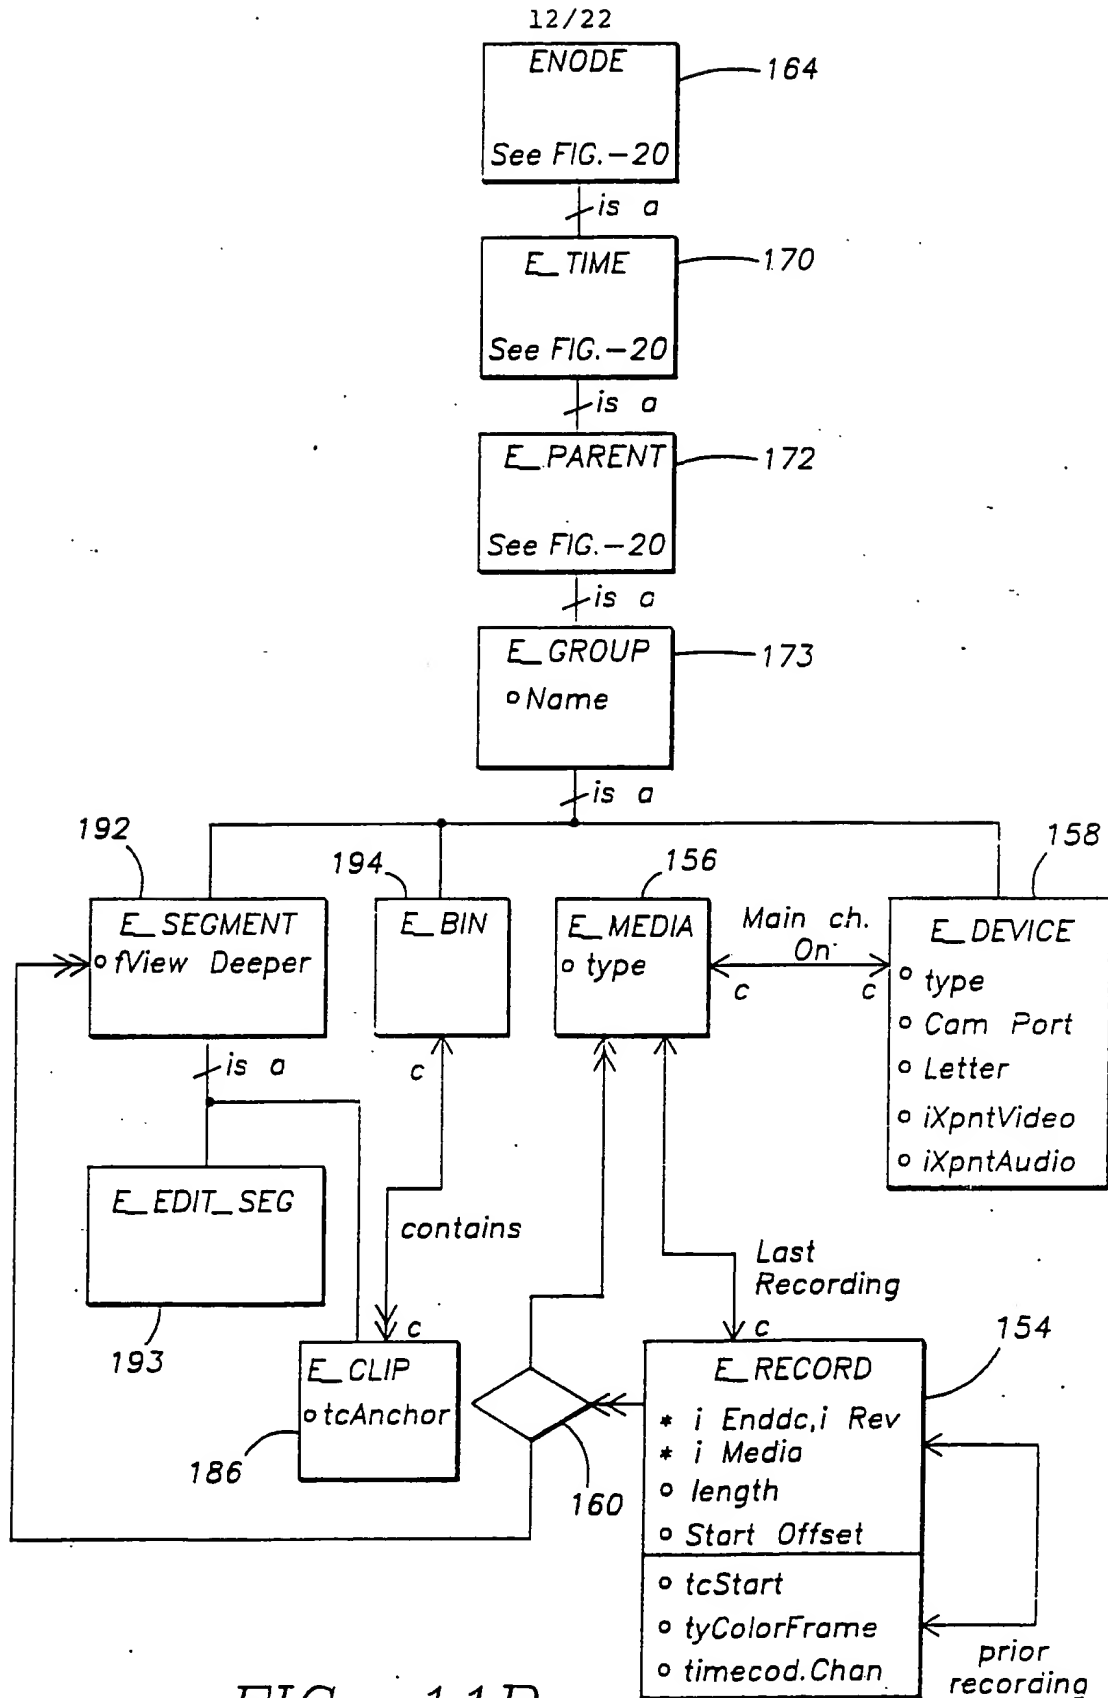 12/22
ENODE
164
See FIG.-20
is a
E_TIME
170
See FIG.-20
is a
E_PARENT
172
See FIG.-20
is a
E_GROUP
173
○ Name
is a
192
194
156
158
E_SEGMENT
○ fView Deeper
E_BIN
E_MEDIA
○ type
Main ch.
On
c
c
E_DEVICE
○ type
○ Cam Port
○ Letter
○ iXpntVideo
○ iXpntAudio
is a
c
E_EDIT_SEG
193
contains
c
Last
Recording
c
154
E_CLIP
○ tcAnchor
186
160
E_RECORD
* i Enddc, i Rev
* i Media
○ length
○ Start Offset
○ tcStart
○ tyColorFrame
○ timecod.Chan
prior
recording